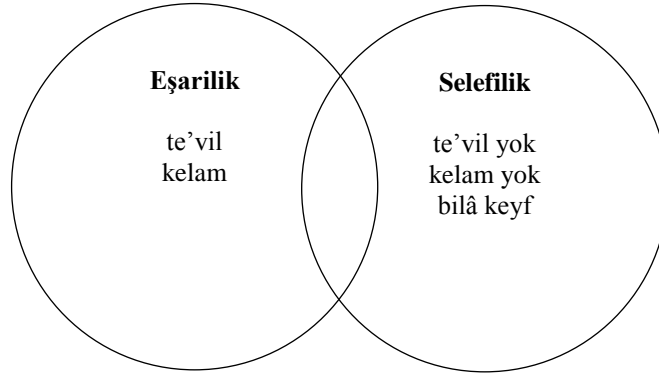 Eşarilik
te’vil
kelam
Selefilik
te’vil yok
kelam yok
bilâ keyf